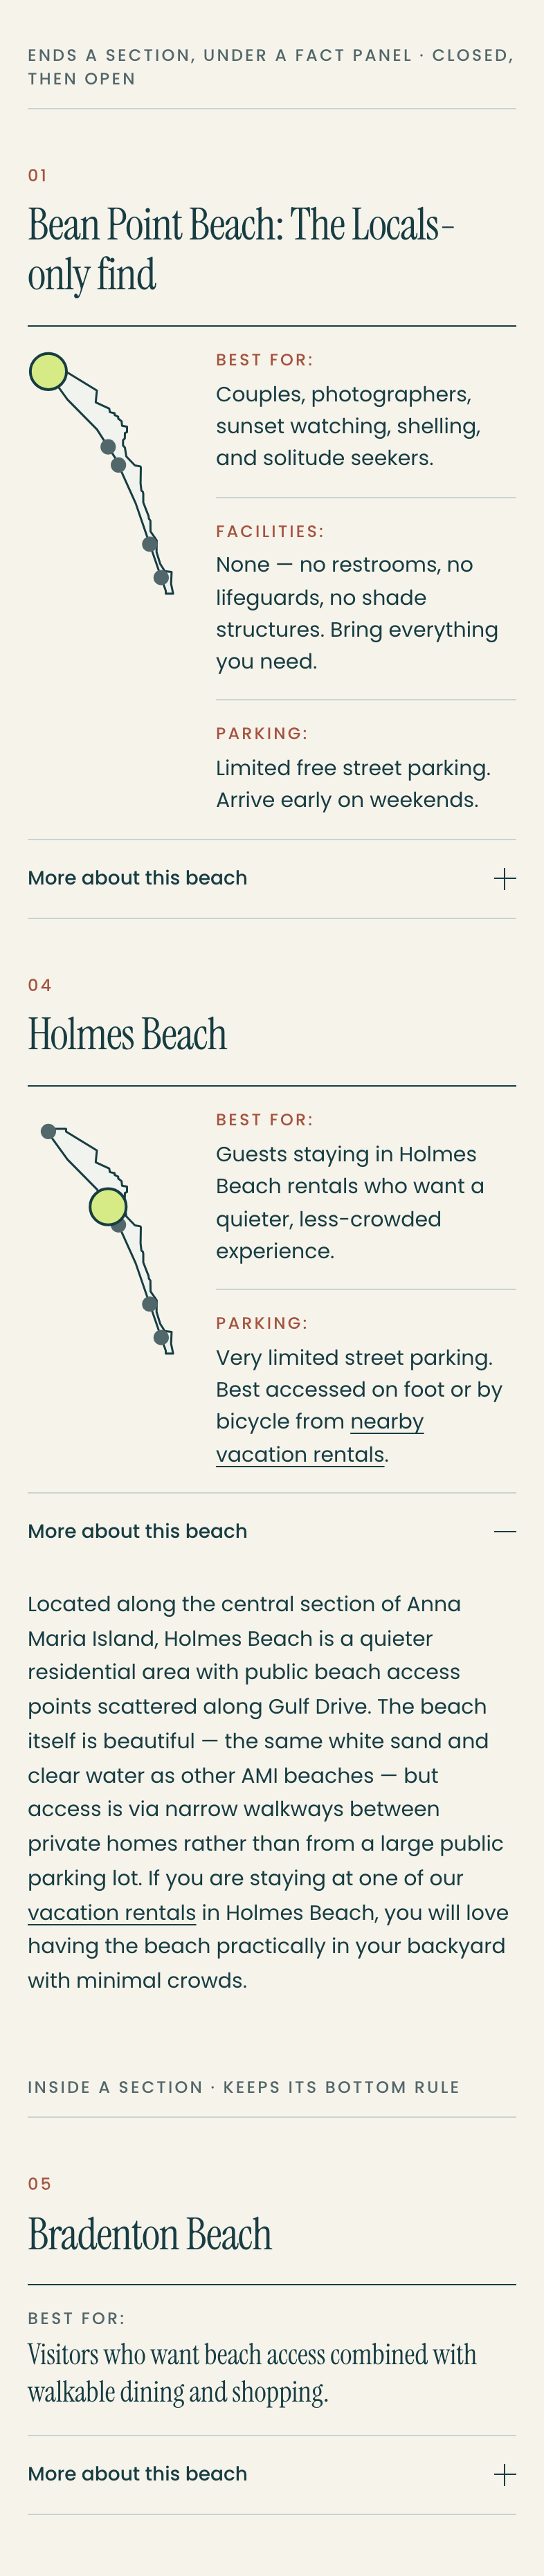 ENDS A SECTION, UNDER A FACT PANEL · CLOSED,
THEN OPEN
01
Bean Point Beach: The Locals-
only find
BEST FOR:
Couples, photographers,
sunset watching, shelling,
and solitude seekers.
FACILITIES:
None — no restrooms, no
lifeguards, no shade
structures. Bring everything
you need.
PARKING:
Limited free street parking.
Arrive early on weekends.
More about this beach
04
Holmes Beach
BEST FOR:
Guests staying in Holmes
Beach rentals who want a
quieter, less-crowded
experience.
PARKING:
Very limited street parking.
Best accessed on foot or by
bicycle from nearby
vacation rentals.
More about this beach
Located along the central section of Anna
Maria Island, Holmes Beach is a quieter
residential area with public beach access
points scattered along Gulf Drive. The beach
itself is beautiful — the same white sand and
clear water as other AMI beaches — but
access is via narrow walkways between
private homes rather than from a large public
parking lot. If you are staying at one of our
vacation rentals in Holmes Beach, you will love
having the beach practically in your backyard
with minimal crowds.
INSIDE A SECTION · KEEPS ITS BOTTOM RULE
05
Bradenton Beach
BEST FOR:
Visitors who want beach access combined with
walkable dining and shopping.
More about this beach